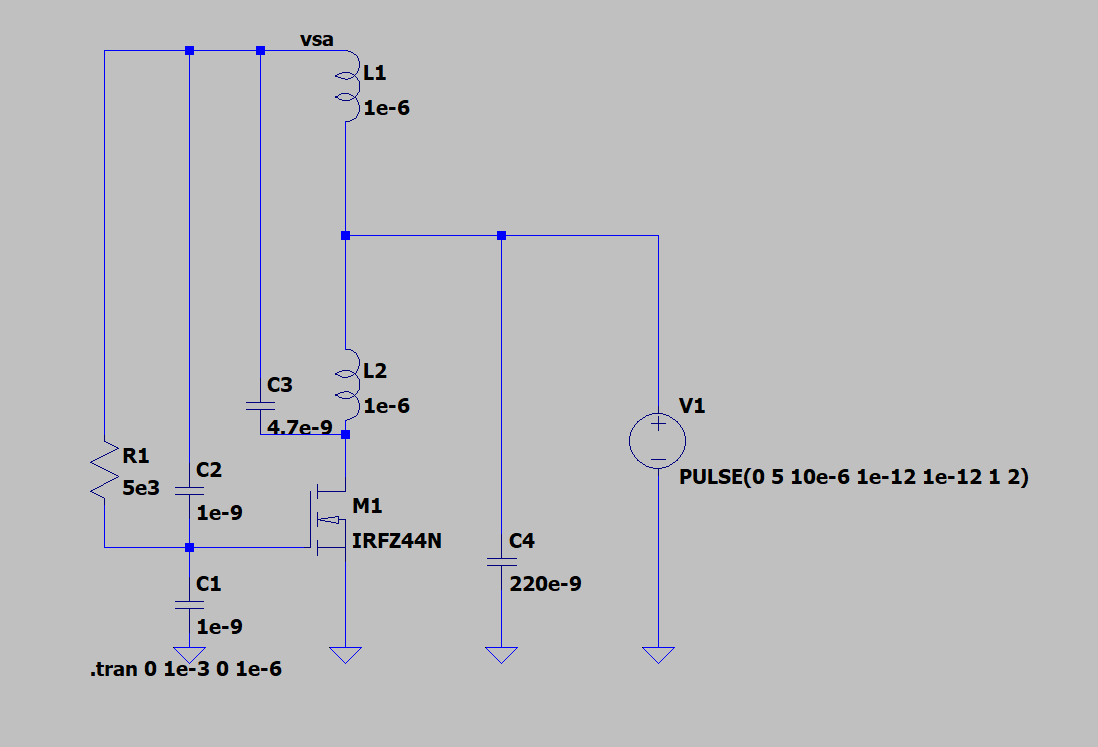 vsa
L1
1e-6
L2
1e-6
C3
4.7e-9
V1
PULSE(0 5 10e-6 1e-12 1e-12 1 2)
R1
5e3
C2
1e-9
M1
IRFZ44N
C4
220e-9
C1
1e-9
.tran 0 1e-3 0 1e-6